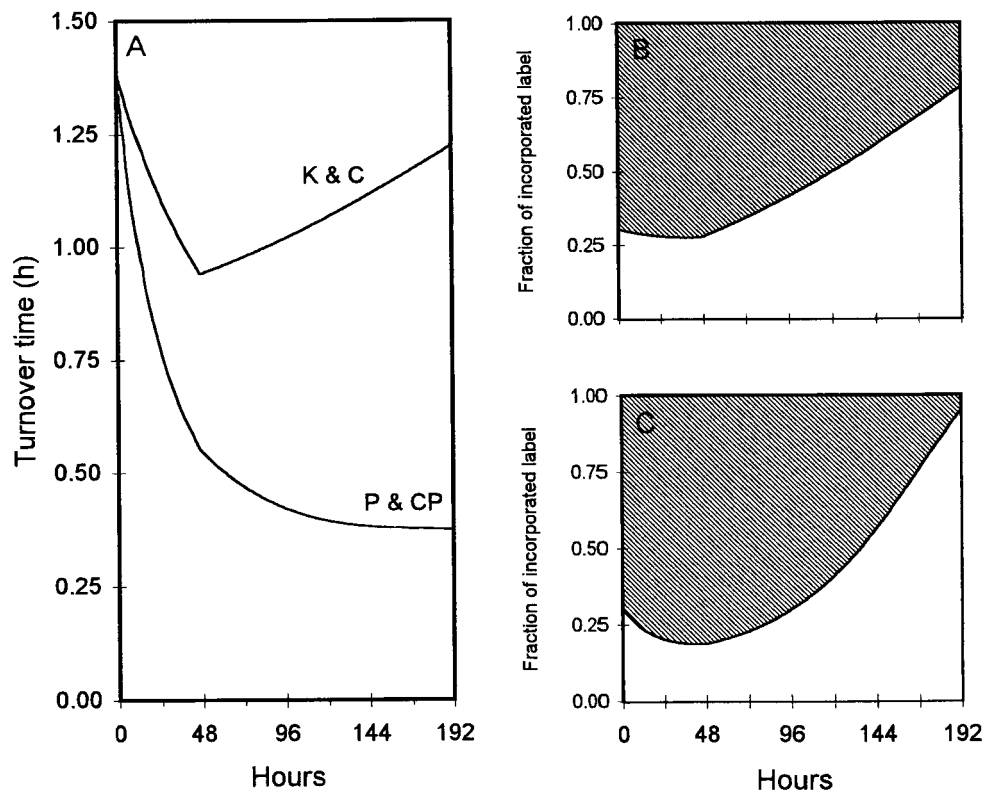 A
Turnover time (h)
1.50
1.25
1.00
0.75
0.50
0.25
0.00
K & C
P & CP
0 48 96 144 192
Hours
B
Fraction of incorporated label
1.00
0.75
0.50
0.25
0.00
C
Fraction of incorporated label
1.00
0.75
0.50
0.25
0.00
0 48 96 144 192
Hours